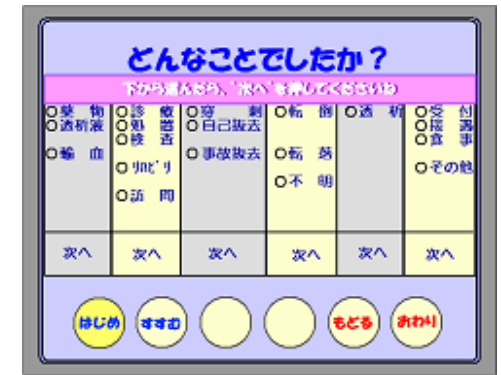 どんなことでしたか？
下から選んだら、"次へ"を押してくださいね
○薬 物
○透析液
○輸 血
○診 療
○処 置
○検 査
○リハビリ
○訪 問
○穿 刺
○自己抜去
○事故抜去
○転 倒
○転 落
○不 明
○透 析
○受 付
○接 遇
○食 事
○その他
次へ 次へ 次へ 次へ 次へ 次へ
はじめ すすむ もどる おわり